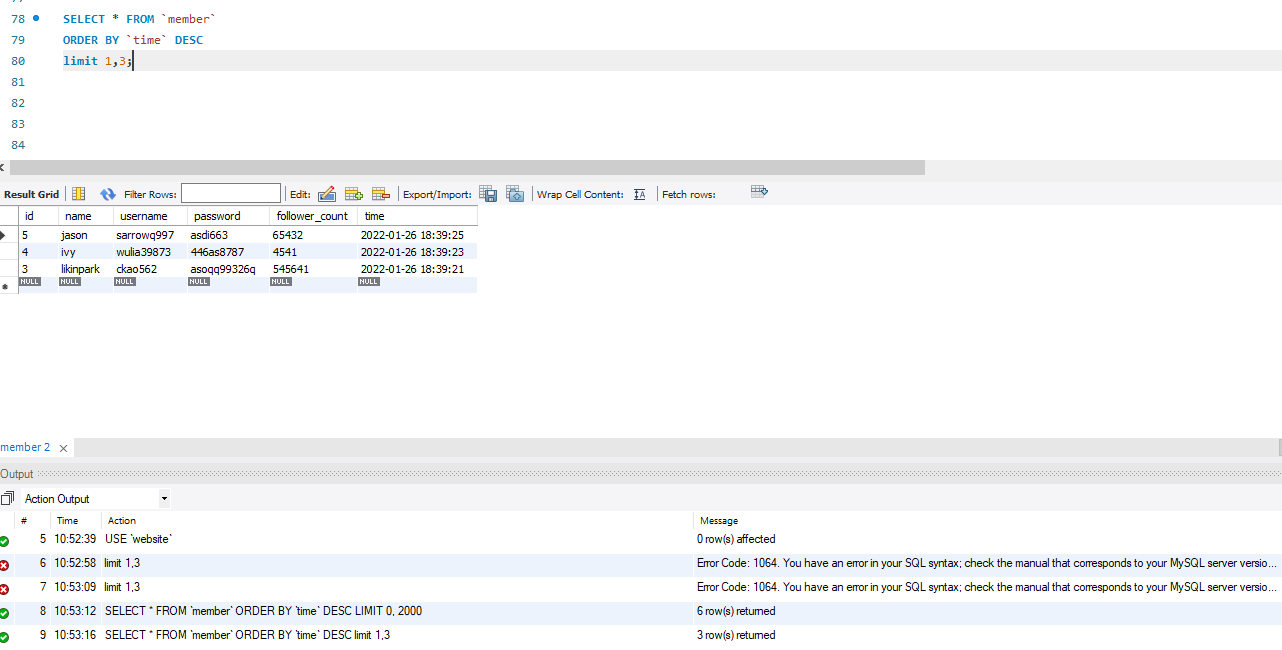 78 SELECT * FROM `member`
79 ORDER BY `time` DESC
80 limit 1,3;
81
82
83
84
Result Grid Filter Rows: Edit: Export/Import: Wrap Cell Content: IA Fetch rows:
id name username password follower_count time
5 jason sarrowq997 asdi663 65432 2022-01-26 18:39:25
4 ivy wulia39873 446as8787 4541 2022-01-26 18:39:23
3 likinpark ckao562 asoqq99326q 545641 2022-01-26 18:39:21
NULL NULL NULL NULL NULL NULL
member 2
Output
Action Output
# Time Action Message
5 10:52:39 USE `website` 0 row(s) affected
6 10:52:58 limit 1,3 Error Code: 1064. You have an error in your SQL syntax; check the manual that corresponds to your MySQL server versio...
7 10:53:09 limit 1,3 Error Code: 1064. You have an error in your SQL syntax; check the manual that corresponds to your MySQL server versio...
8 10:53:12 SELECT * FROM `member` ORDER BY `time` DESC LIMIT 0, 2000 6 row(s) returned
9 10:53:16 SELECT * FROM `member` ORDER BY `time` DESC limit 1,3 3 row(s) returned